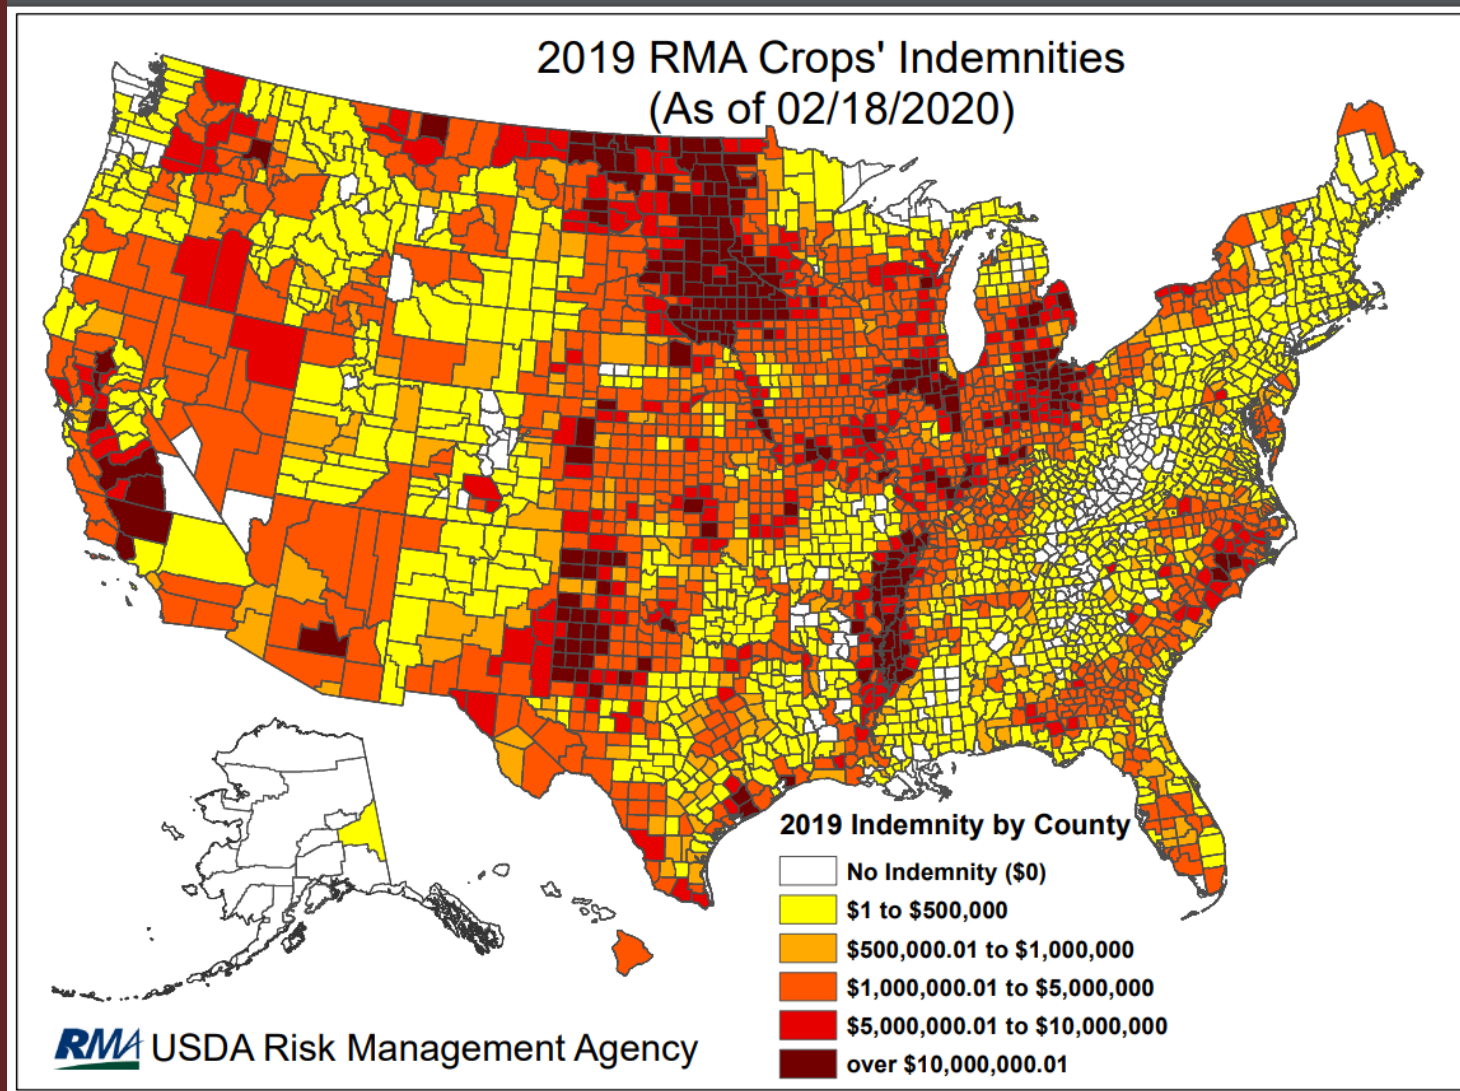 2019 RMA Crops' Indemnities
(As of 02/18/2020)
2019 Indemnity by County
No Indemnity ($0)
$1 to $500,000
$500,000.01 to $1,000,000
$1,000,000.01 to $5,000,000
$5,000,000.01 to $10,000,000
over $10,000,000.01
RMA USDA Risk Management Agency